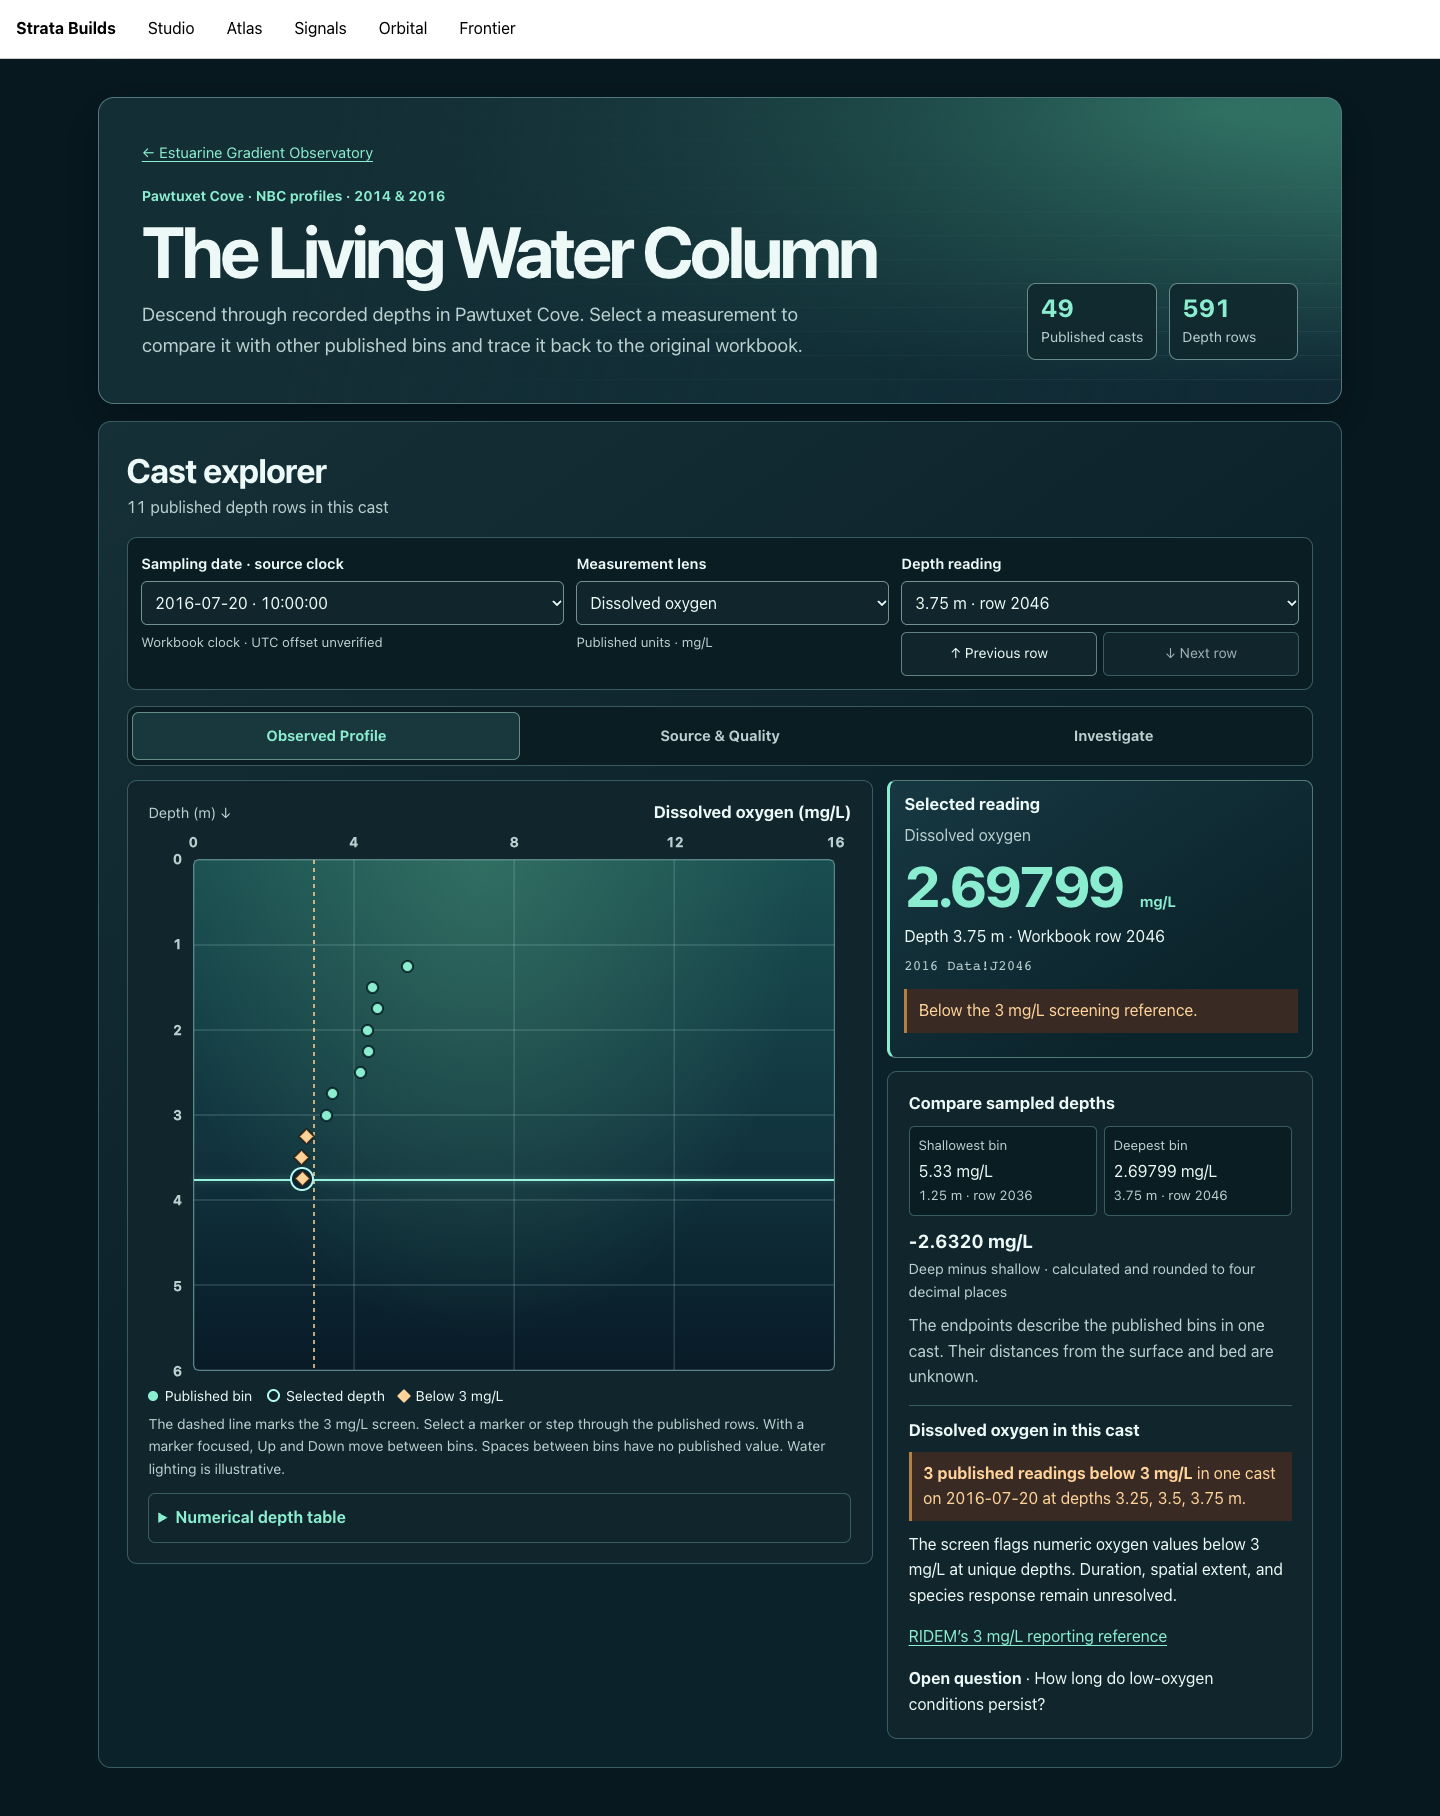 Strata Builds Studio Atlas Signals Orbital Frontier
← Estuarine Gradient Observatory
Pawtuxet Cove · NBC profiles · 2014 & 2016
The Living Water Column
Descend through recorded depths in Pawtuxet Cove. Select a measurement to
compare it with other published bins and trace it back to the original workbook.
49
Published casts
591
Depth rows
Cast explorer
11 published depth rows in this cast
Sampling date · source clock
2016-07-20 · 10:00:00
Workbook clock · UTC offset unverified
Measurement lens
Dissolved oxygen
Published units · mg/L
Depth reading
3.75 m · row 2046
↑ Previous row
↓ Next row
Observed Profile
Source & Quality
Investigate
Depth (m) ↓
Dissolved oxygen (mg/L)
0 4 8 12 16
0
1
2
3
4
5
6
Published bin
Selected depth
Below 3 mg/L
The dashed line marks the 3 mg/L screen. Select a marker or step through the published rows. With a
marker focused, Up and Down move between bins. Spaces between bins have no published value. Water
lighting is illustrative.
▶ Numerical depth table
Selected reading
Dissolved oxygen
2.69799 mg/L
Depth 3.75 m · Workbook row 2046
2016 Data!J2046
Below the 3 mg/L screening reference.
Compare sampled depths
Shallowest bin
5.33 mg/L
1.25 m · row 2036
Deepest bin
2.69799 mg/L
3.75 m · row 2046
-2.6320 mg/L
Deep minus shallow · calculated and rounded to four
decimal places
The endpoints describe the published bins in one
cast. Their distances from the surface and bed are
unknown.
Dissolved oxygen in this cast
3 published readings below 3 mg/L in one cast
on 2016-07-20 at depths 3.25, 3.5, 3.75 m.
The screen flags numeric oxygen values below 3
mg/L at unique depths. Duration, spatial extent, and
species response remain unresolved.
RIDEM’s 3 mg/L reporting reference
Open question · How long do low-oxygen
conditions persist?